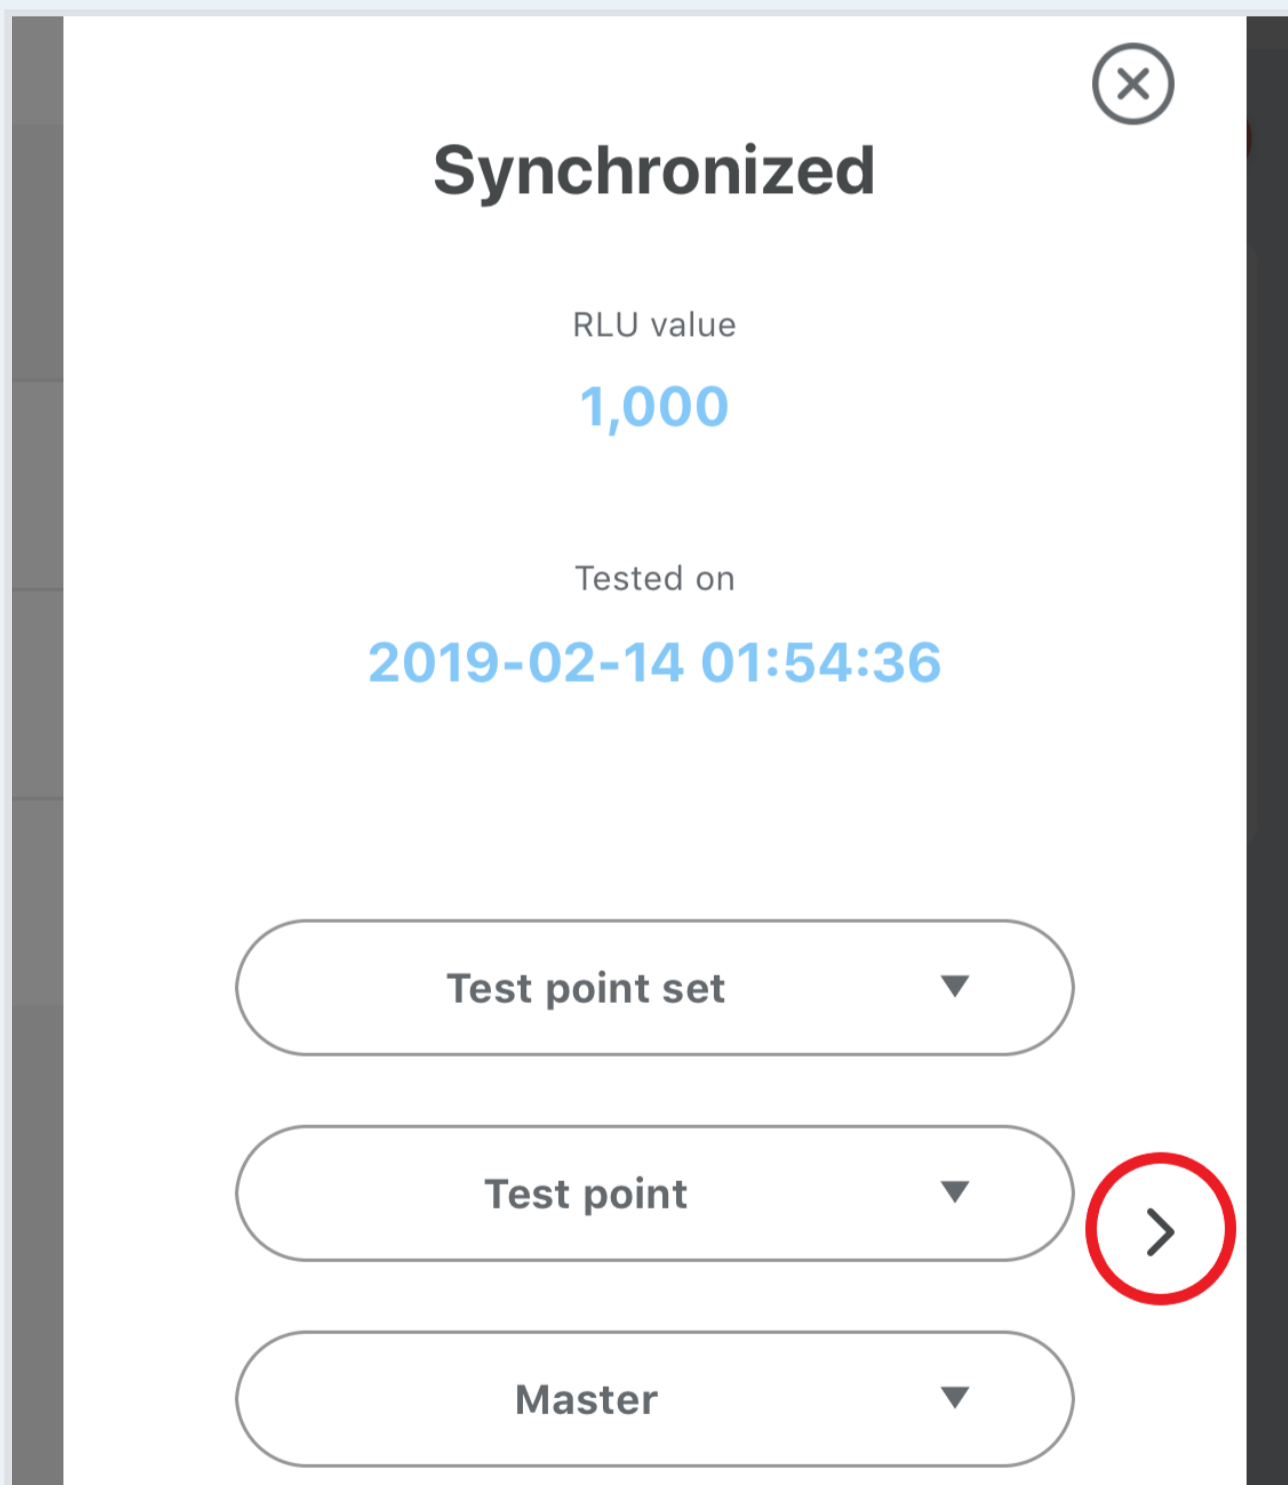 Synchronized
RLU value
1,000
Tested on
2019-02-14 01:54:36
Test point set
Test point
Master